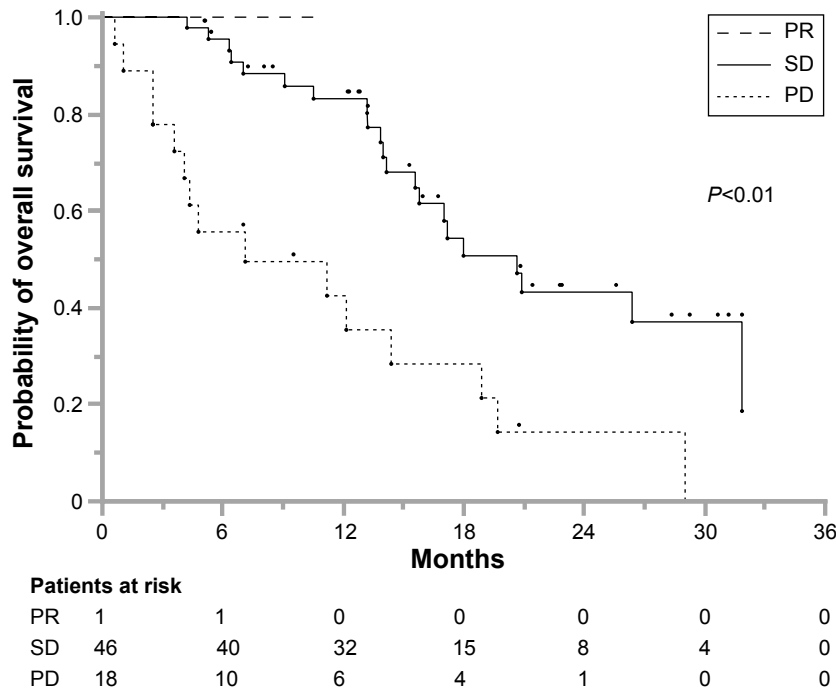 1.0
0.8
0.6
0.4
0.2
0
Probability of overall survival
PR
SD
PD
P<0.01
0 6 12 18 24 30 36
Months
Patients at risk
PR 1 1 0 0 0 0 0
SD 46 40 32 15 8 4 0
PD 18 10 6 4 1 0 0